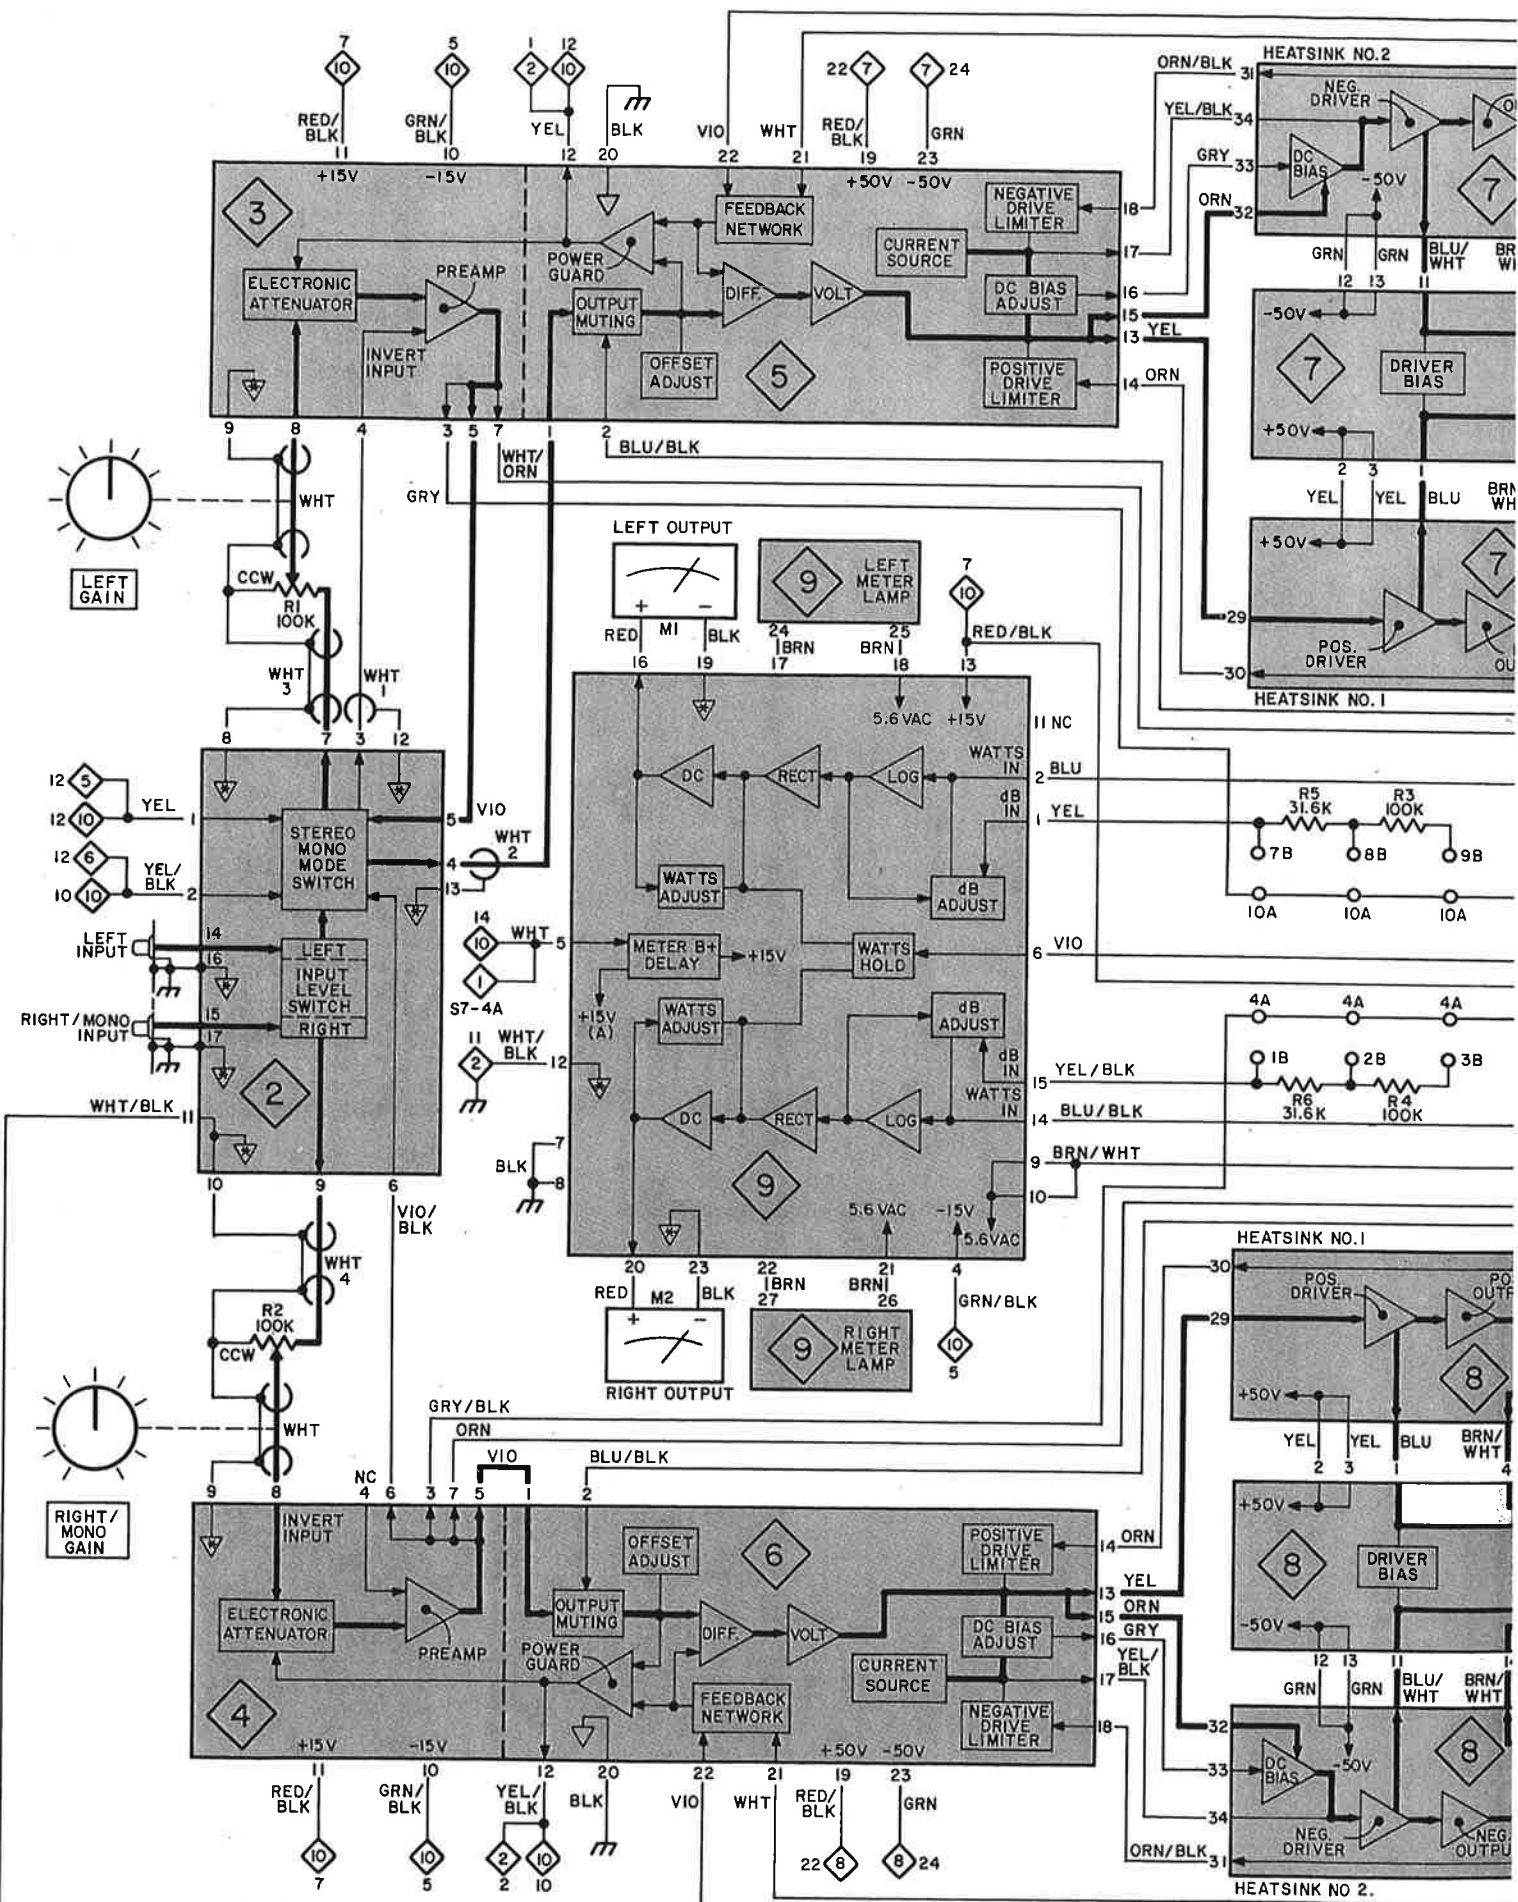 7
10
5
10
1
2
12
10
22 7
7 24
HEATSINK NO.2
ORN/BLK 31
NEG. DRIVER
RED/ BLK
GRN/ BLK
YEL
BLK
VIO
WHT
RED/ BLK
GRN
YEL/BLK 34
GRY 33
DC BIAS
-50V
7
ORN 32
11
10
12
20
22
21
19
23
+15V
-15V
+50V
-50V
3
FEEDBACK NETWORK
NEGATIVE DRIVE LIMITER
18
CURRENT SOURCE
17
POWER GUARD
ELECTRONIC ATTENUATOR
PREAMP
OUTPUT MUTING
DIFF.
VOLT
DC BIAS ADJUST
16
15
13 YEL
INVERT INPUT
OFFSET ADJUST
5
POSITIVE DRIVE LIMITER
14 ORN
GRN
GRN
BLU/ WHT
12
13
11
-50V
7
DRIVER BIAS
+50V
2
3
1
YEL
YEL
BLU
9
8
4
3
5
7
1
2
WHT/ ORN
BLU/BLK
GRY
WHT
LEFT GAIN
CCW
R1
100K
WHT 3
WHT 1
LEFT OUTPUT
+
-
M1
RED
BLK
9
LEFT METER LAMP
24
25
BRN
BRN
7
10
RED/BLK
+50V
7
29
POS. DRIVER
30
HEATSINK NO. 1
16
19
17
18
13
5.6 VAC
+15V
11 NC
WATTS IN
2 BLU
dB IN
1 YEL
DC
RECT
LOG
WATTS ADJUST
dB ADJUST
R5
31.6K
R3
100K
7B
8B
9B
10A
10A
10A
8
7
3
12
12 5
12 10
YEL
1
12 6
10 10
YEL/ BLK
2
STEREO MONO MODE SWITCH
5 VIO
4
WHT 2
13
LEFT INPUT
14
16
LEFT
INPUT LEVEL SWITCH
RIGHT
RIGHT/MONO INPUT
15
17
2
WHT/BLK 11
14
10
WHT
5
1
S7-4A
METER B+ DELAY
+15V
+15V (A)
WATTS HOLD
6 VIO
WATTS ADJUST
dB ADJUST
11
2
WHT/ BLK
12
dB IN
15 YEL/BLK
WATTS IN
14 BLU/BLK
DC
RECT
LOG
4A
4A
4A
1B
2B
3B
R6
31.6K
R4
100K
7
BLK
8
9
9 BRN/WHT
10
5.6 VAC
-15V
5.6VAC
20
23
22
21
4
10
9
6
VIO/ BLK
WHT 4
R2
100K
CCW
WHT
RED
BLK
M2
+
-
RIGHT OUTPUT
BRN
BRN
27
26
9
RIGHT METER LAMP
GRN/BLK
10
5
HEATSINK NO.1
30
POS. DRIVER
29
+50V
8
YEL
YEL
BLU
BRN/ WHT
2
3
1
4
+50V
8
DRIVER BIAS
-50V
12
13
11
GRN
GRN
BLU/ WHT
BRN/ WHT
RIGHT/ MONO GAIN
GRY/BLK
ORN
VIO
BLU/BLK
9
8
NC
4
6
3
7
5
1
2
INVERT INPUT
ELECTRONIC ATTENUATOR
PREAMP
4
OFFSET ADJUST
6
OUTPUT MUTING
POWER GUARD
DIFF.
VOLT
FEEDBACK NETWORK
CURRENT SOURCE
POSITIVE DRIVE LIMITER
DC BIAS ADJUST
NEGATIVE DRIVE LIMITER
14 ORN
13 YEL
15 ORN
16 GRY
17 YEL/ BLK
18
+15V
-15V
+50V
-50V
11
10
12
20
22
21
19
23
RED/ BLK
GRN/ BLK
YEL/ BLK
BLK
VIO
WHT
RED/ BLK
GRN
10
7
10
5
2
2
10
10
22 8
8 24
32
33
DC BIAS
-50V
8
34
NEG. DRIVER
ORN/BLK 31
HEATSINK NO 2.